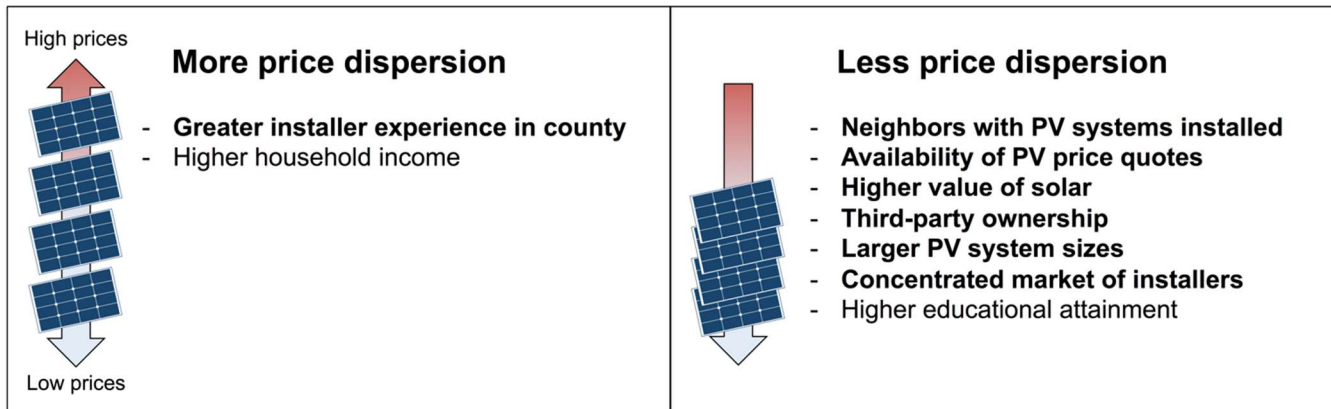 High prices
More price dispersion
- Greater installer experience in county
- Higher household income
Low prices
Less price dispersion
- Neighbors with PV systems installed
- Availability of PV price quotes
- Higher value of solar
- Third-party ownership
- Larger PV system sizes
- Concentrated market of installers
- Higher educational attainment